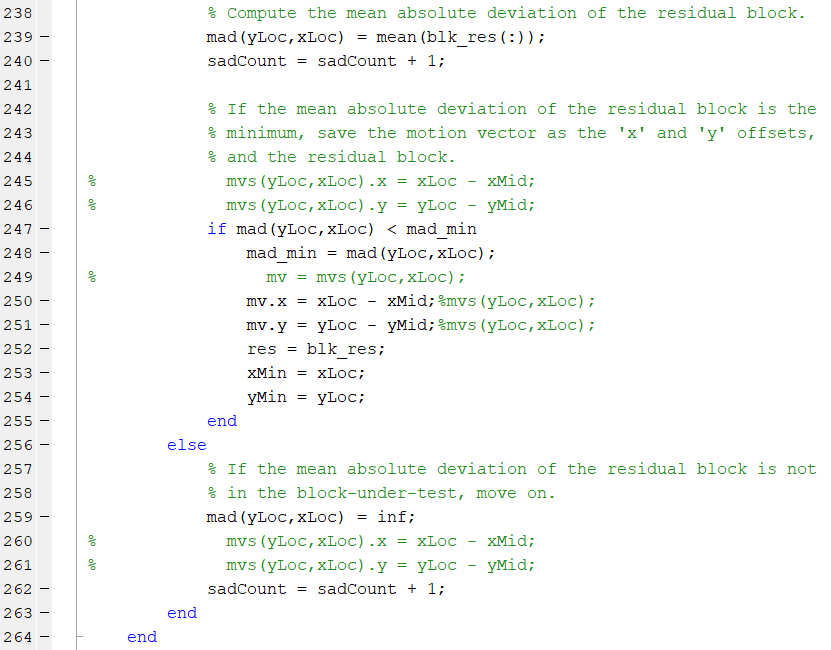 238 % Compute the mean absolute deviation of the residual block.
239 – mad(yLoc,xLoc) = mean(blk_res(:));
240 – sadCount = sadCount + 1;
241
242 % If the mean absolute deviation of the residual block is the
243 % minimum, save the motion vector as the 'x' and 'y' offsets,
244 % and the residual block.
245 % mvs(yLoc,xLoc).x = xLoc - xMid;
246 % mvs(yLoc,xLoc).y = yLoc - yMid;
247 – if mad(yLoc,xLoc) < mad_min
248 – mad_min = mad(yLoc,xLoc);
249 % mv = mvs(yLoc,xLoc);
250 – mv.x = xLoc - xMid;%mvs(yLoc,xLoc);
251 – mv.y = yLoc - yMid;%mvs(yLoc,xLoc);
252 – res = blk_res;
253 – xMin = xLoc;
254 – yMin = yLoc;
255 – end
256 – else
257 % If the mean absolute deviation of the residual block is not
258 % in the block-under-test, move on.
259 – mad(yLoc,xLoc) = inf;
260 % mvs(yLoc,xLoc).x = xLoc - xMid;
261 % mvs(yLoc,xLoc).y = yLoc - yMid;
262 – sadCount = sadCount + 1;
263 – end
264 – end